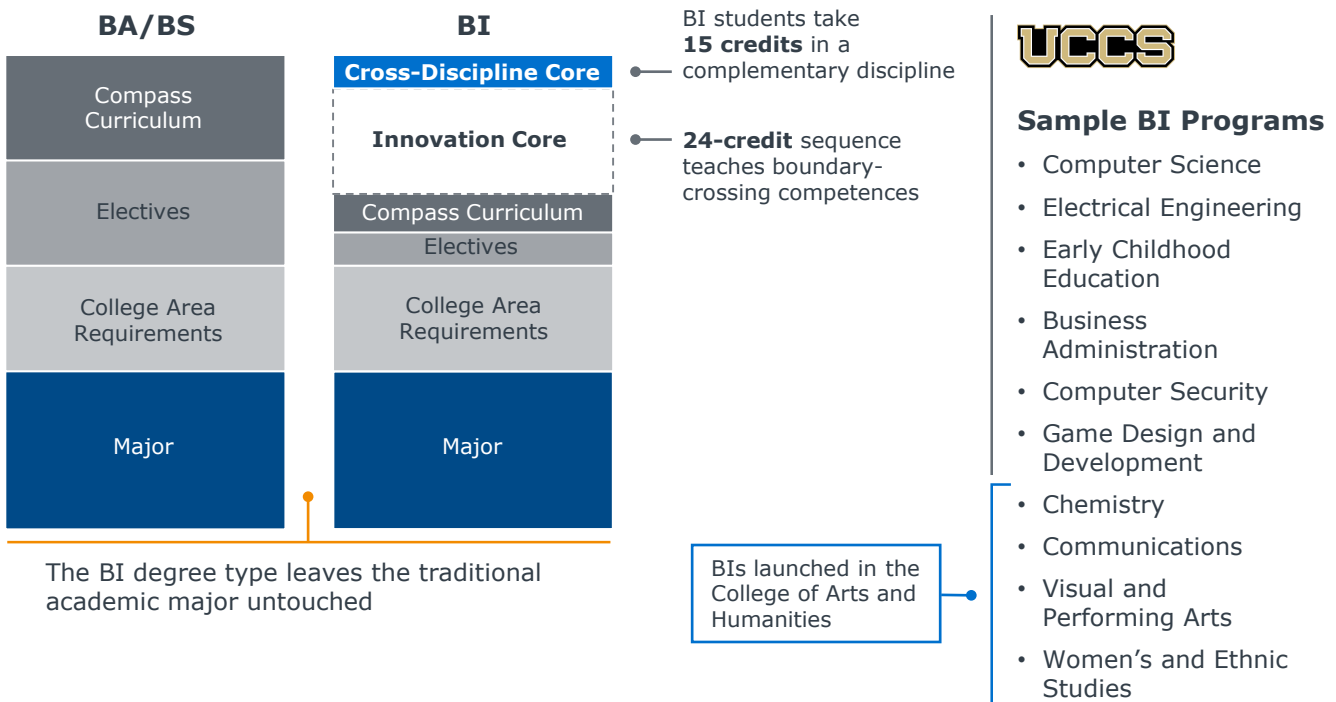 BA/BS
Compass
Curriculum
Electives
College Area
Requirements
Major
BI
Cross-Discipline Core
Innovation Core
Compass Curriculum
Electives
College Area
Requirements
Major
The BI degree type leaves the traditional
academic major untouched
BI students take
15 credits in a
complementary discipline
24-credit sequence
teaches boundary-
crossing competences
BIs launched in the
College of Arts and
Humanities
UCCS
Sample BI Programs
• Computer Science
• Electrical Engineering
• Early Childhood
Education
• Business
Administration
• Computer Security
• Game Design and
Development
• Chemistry
• Communications
• Visual and
Performing Arts
• Women’s and Ethnic
Studies